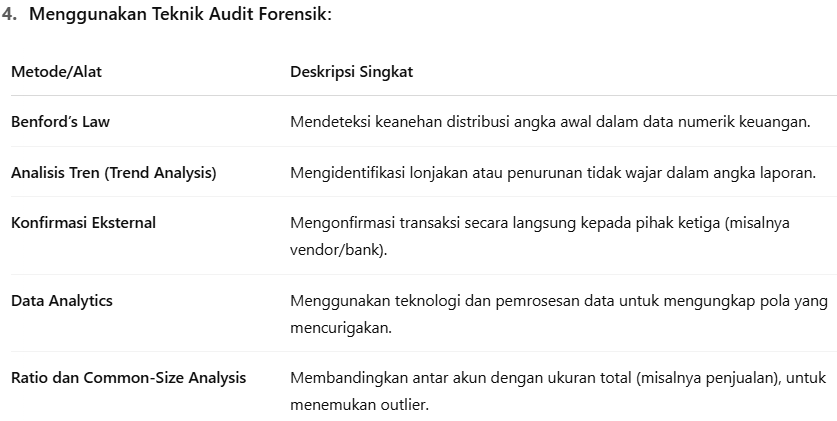 4. Menggunakan Teknik Audit Forensik:
Metode/Alat Deskripsi Singkat
Benford’s Law Mendeteksi keanehan distribusi angka awal dalam data numerik keuangan.
Analisis Tren (Trend Analysis) Mengidentifikasi lonjakan atau penurunan tidak wajar dalam angka laporan.
Konfirmasi Eksternal Mengonfirmasi transaksi secara langsung kepada pihak ketiga (misalnya
vendor/bank).
Data Analytics Menggunakan teknologi dan pemrosesan data untuk mengungkap pola yang
mencurigakan.
Ratio dan Common-Size Analysis Membandingkan antar akun dengan ukuran total (misalnya penjualan), untuk
menemukan outlier.